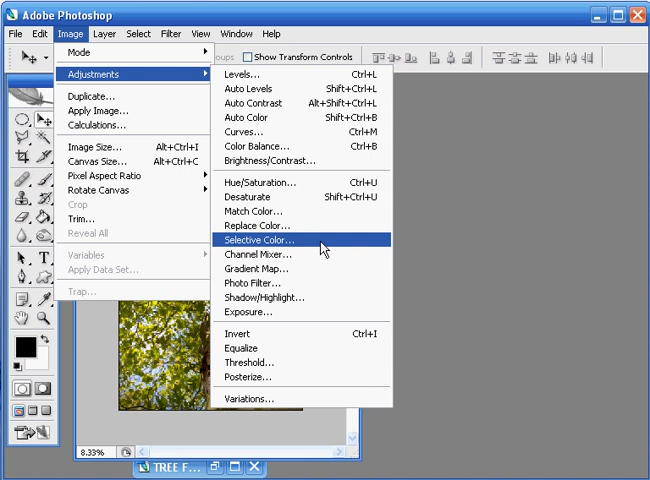 Adobe Photoshop
File Edit Image Layer Select Filter View Window Help
Mode
Adjustments
Duplicate...
Apply Image...
Calculations...
Image Size... Alt+Ctrl+I
Canvas Size... Alt+Ctrl+C
Pixel Aspect Ratio
Rotate Canvas
Crop
Trim...
Reveal All
Variables
Apply Data Set...
Trap...
oups Show Transform Controls
Levels... Ctrl+L
Auto Levels Shift+Ctrl+L
Auto Contrast Alt+Shift+Ctrl+L
Auto Color Shift+Ctrl+B
Curves... Ctrl+M
Color Balance... Ctrl+B
Brightness/Contrast...
Hue/Saturation... Ctrl+U
Desaturate Shift+Ctrl+U
Match Color...
Replace Color...
Selective Color...
Channel Mixer...
Gradient Map...
Photo Filter...
Shadow/Highlight...
Exposure...
Invert Ctrl+I
Equalize
Threshold...
Posterize...
Variations...
T
8.33%
TREE F...